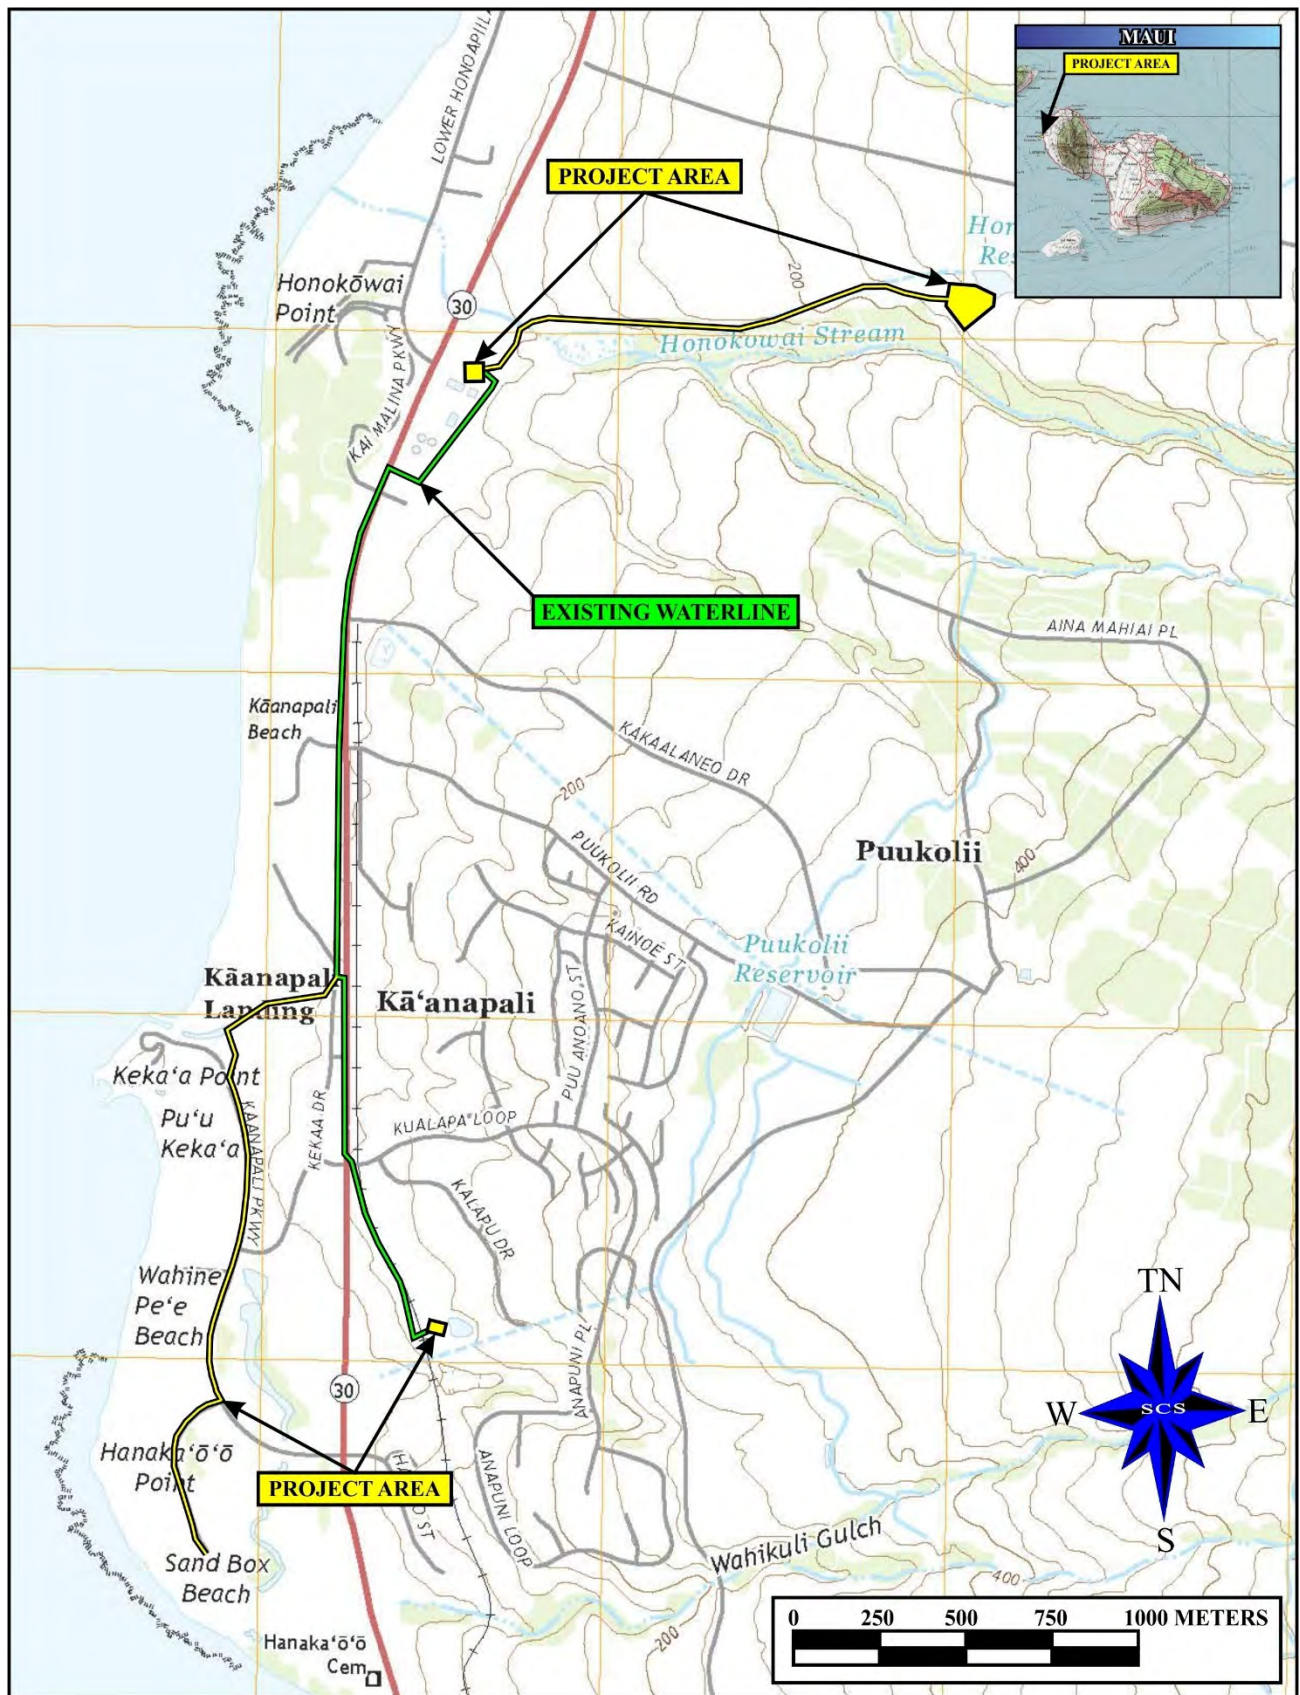 MAUI
PROJECT AREA
LOWER HONOAPIIL
PROJECT AREA
Hon
Res
200
Honokōwai
Point
30
Honokowai Stream
KAI MALINA PKWY
EXISTING WATERLINE
AINA MAHIAI PL
Kāanapali
Beach
KAKAALANEO DR
200
PUUKOLII RD
Puukolii
400
KAINOE ST
Puukolii
Reservoir
Kāanapali
Landing
Kā‘anapali
PUU ANOANO ST
Keka‘a Point
Pu‘u
Keka‘a
KAANAPALI PKWY
KEKAA DR
KUALAPA LOOP
KALAPU DR
Wahine
Pe‘e
Beach
ANAPUNI PL
TN
W
SCS
E
S
30
Hanaka‘ō‘ō
Point
PROJECT AREA
ST
ANAPUNI LOOP
Sand Box
Beach
Wahikuli Gulch
400
200
Hanaka‘ō‘ō
Cem
0 250 500 750 1000 METERS